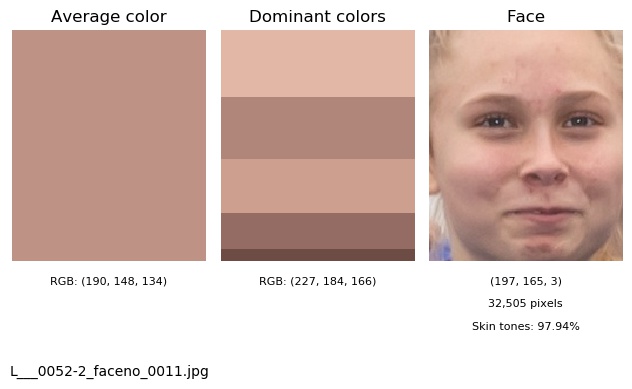 Average color
Dominant colors
Face
RGB: (190, 148, 134)
RGB: (227, 184, 166)
(197, 165, 3)
32,505 pixels
Skin tones: 97.94%
L___0052-2_faceno_0011.jpg